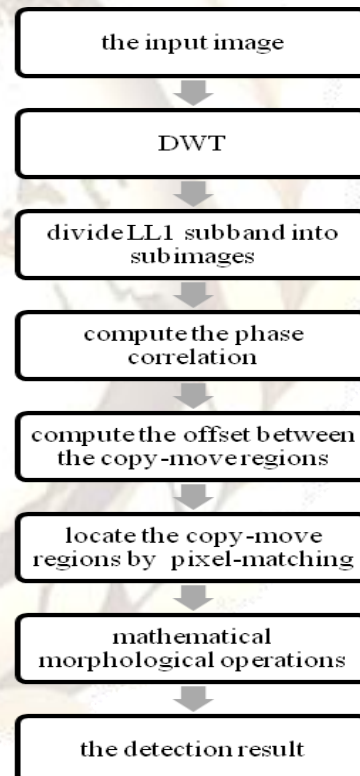 the input image
DWT
divide LL1 subband into
subimages
compute the phase
correlation
compute the offset between
the copy-move regions
locate the copy-move
regions by pixel-matching
mathematical
morphological operations
the detection result